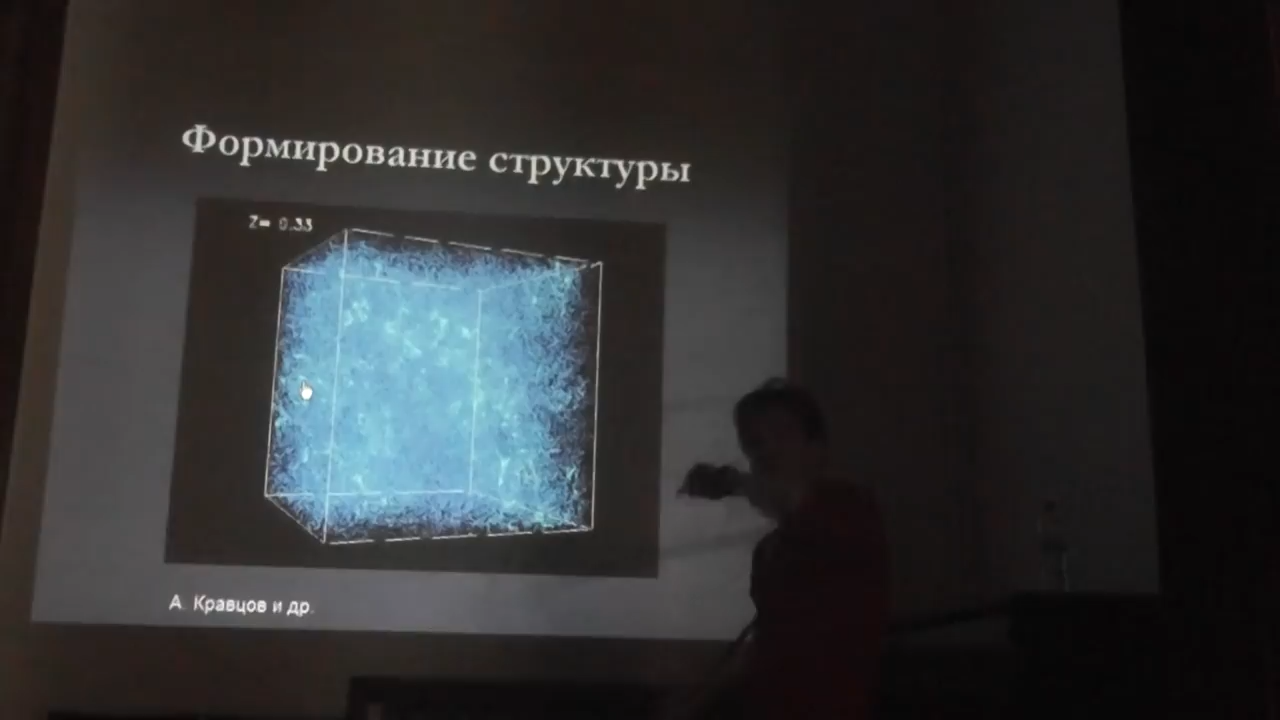 Формирование структуры
Z= 0.33
А. Кравцов и др.